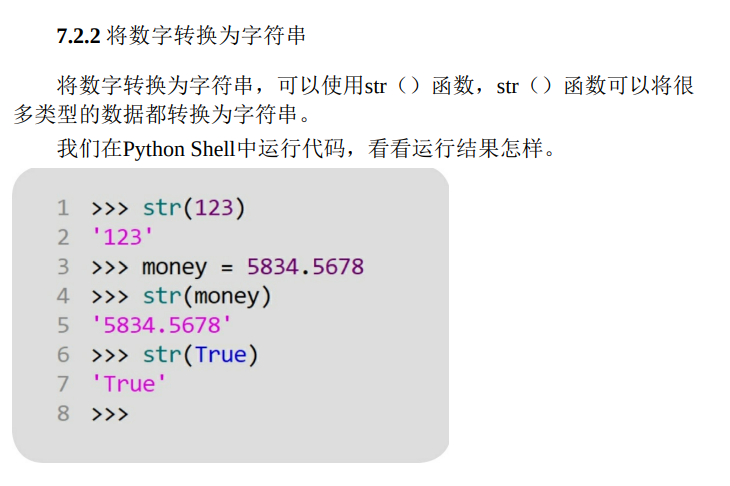 7.2.2 将数字转换为字符串
将数字转换为字符串，可以使用str（）函数，str（）函数可以将很
多类型的数据都转换为字符串。
我们在Python Shell中运行代码，看看运行结果怎样。
1 >>> str(123)
2 '123'
3 >>> money = 5834.5678
4 >>> str(money)
5 '5834.5678'
6 >>> str(True)
7 'True'
8 >>>